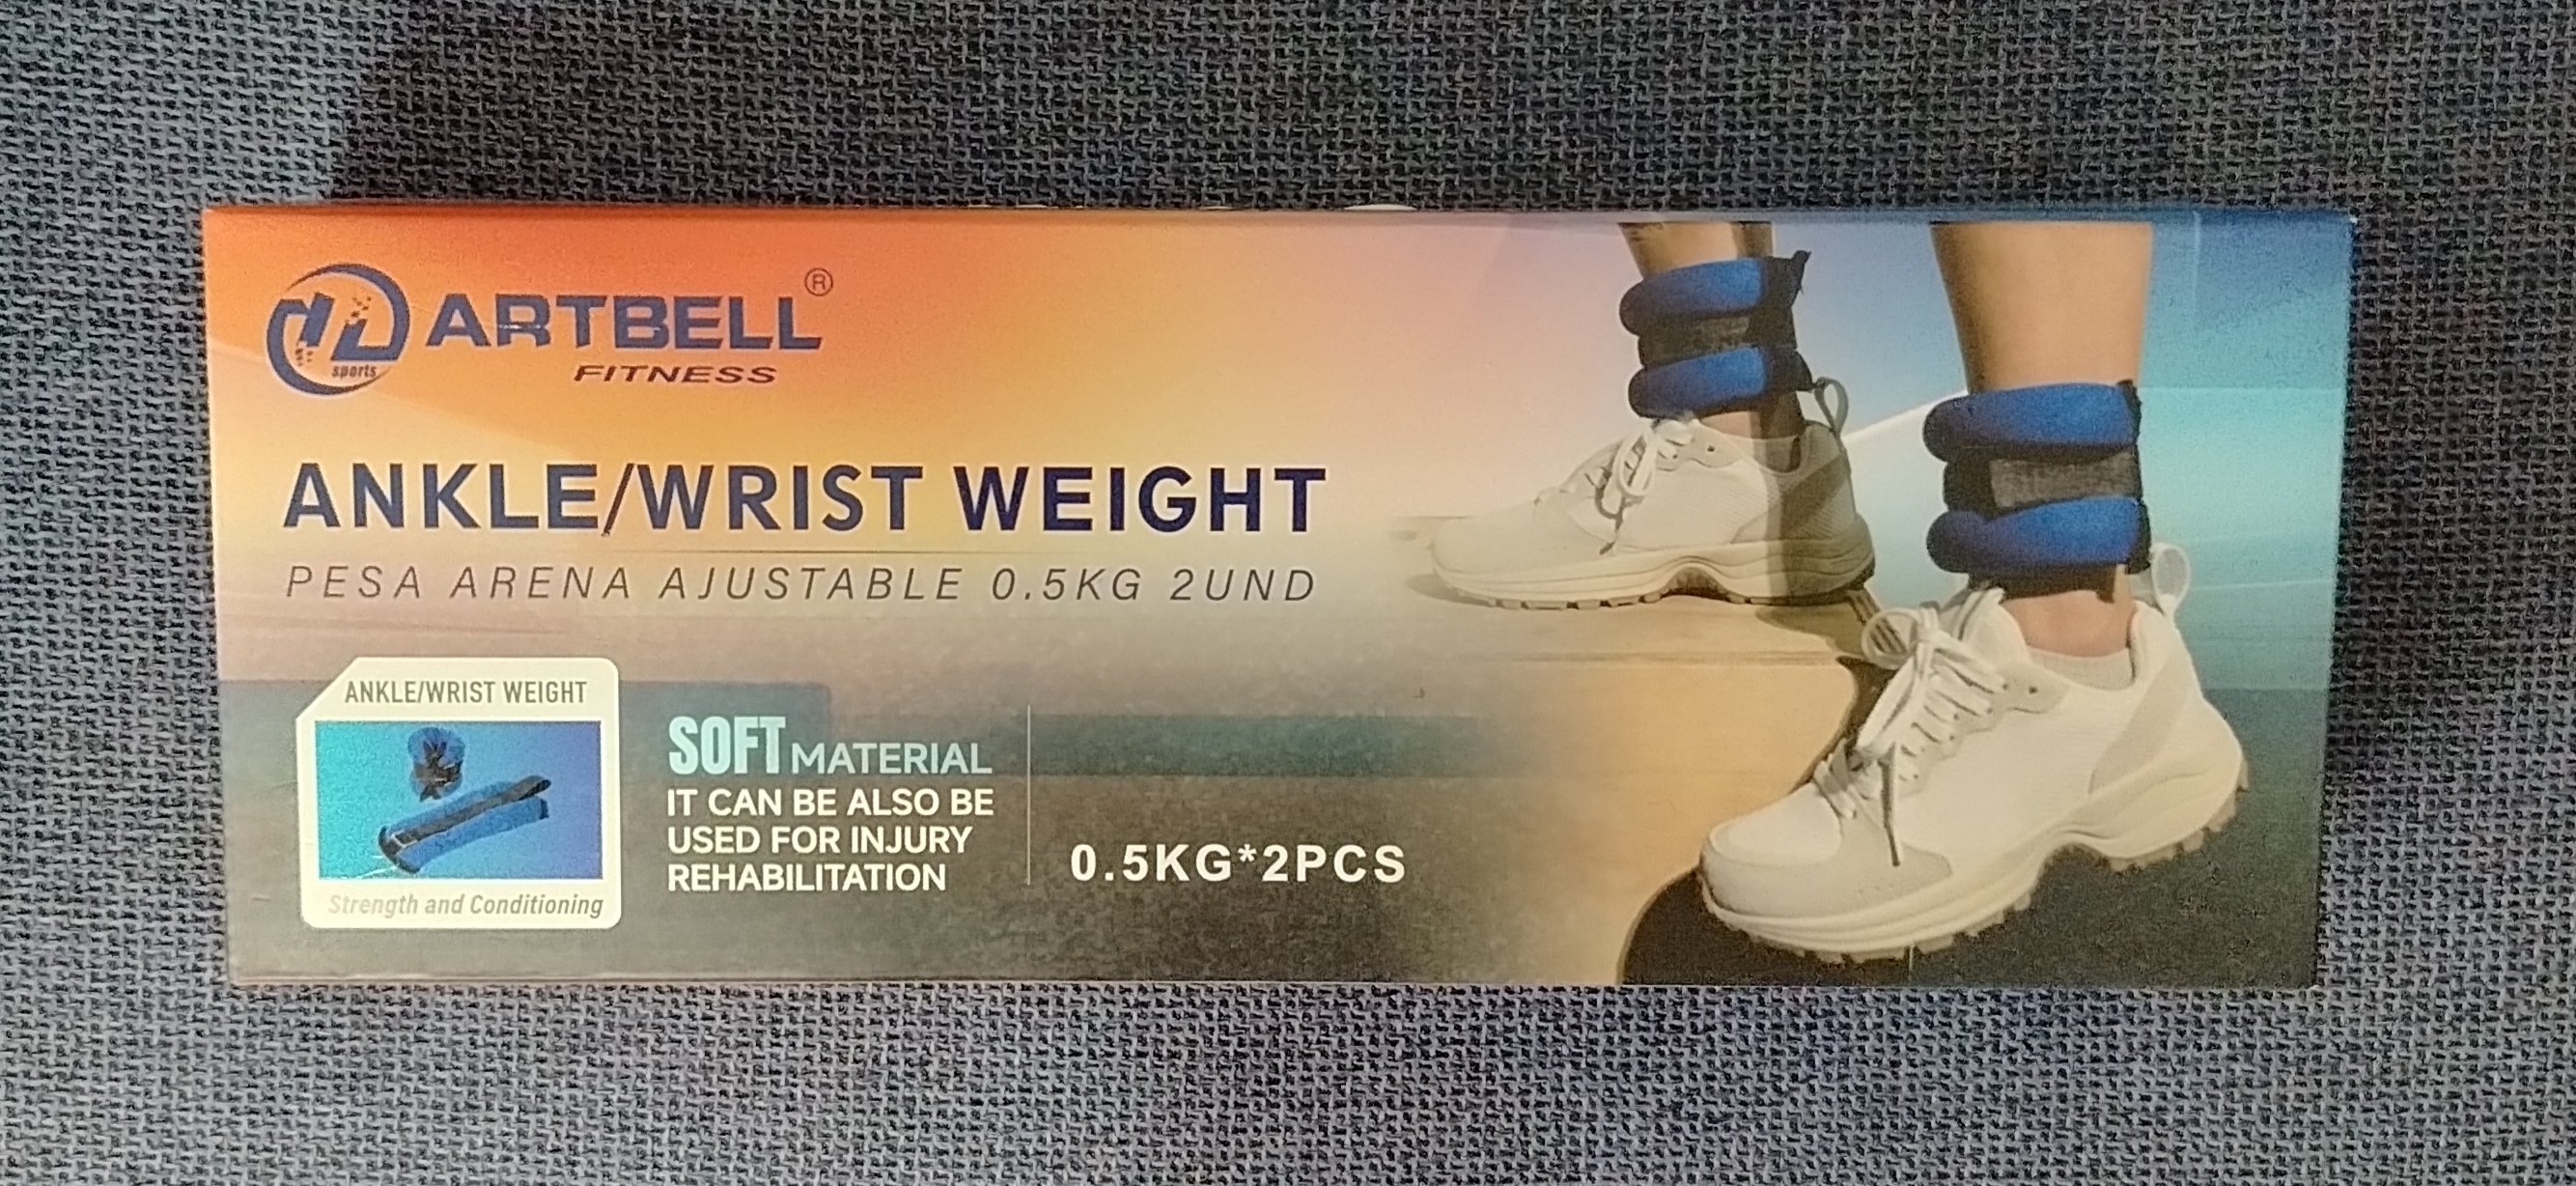 ARTBELL®
sports
FITNESS
ANKLE/WRIST WEIGHT
PESA ARENA AJUSTABLE 0.5KG 2UND
ANKLE/WRIST WEIGHT
Strength and Conditioning
SOFT MATERIAL
IT CAN BE ALSO BE
USED FOR INJURY
REHABILITATION
0.5KG*2PCS